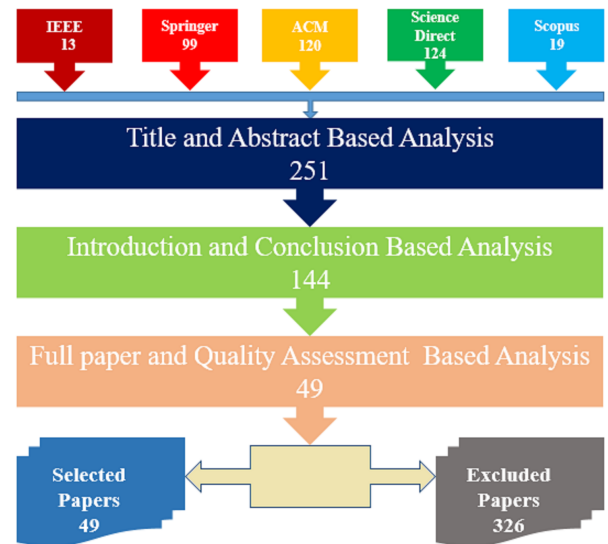 IEEE
13
Springer
99
ACM
120
Science
Direct
124
Scopus
19
Title and Abstract Based Analysis
251
Introduction and Conclusion Based Analysis
144
Full paper and Quality Assessment Based Analysis
49
Selected
Papers
49
Excluded
Papers
326